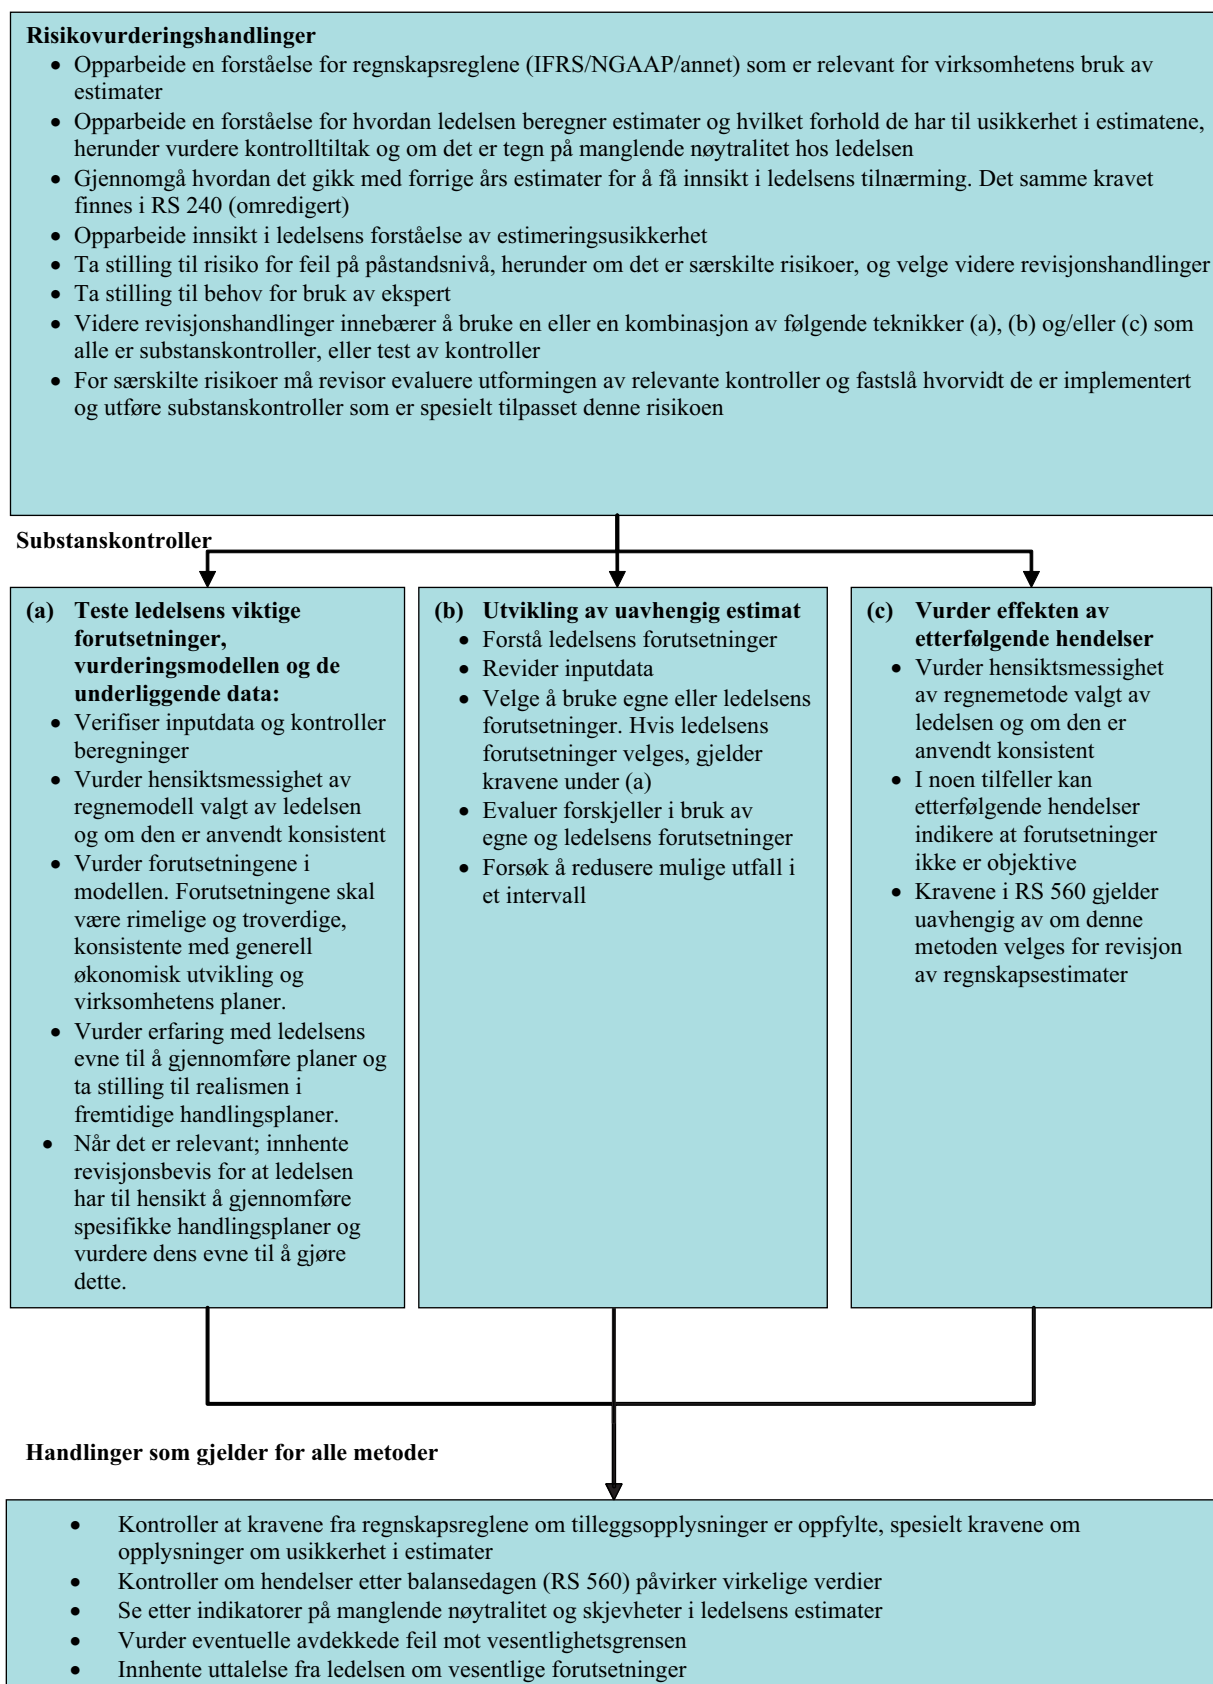 Risikovurderingshandlinger
• Opparbeide en forståelse for regnskapsreglene (IFRS/NGAAP/annet) som er relevant for virksomhetens bruk av
estimater
• Opparbeide en forståelse for hvordan ledelsen beregner estimater og hvilket forhold de har til usikkerhet i estimatene,
herunder vurdere kontrolltiltak og om det er tegn på manglende nøytralitet hos ledelsen
• Gjennomgå hvordan det gikk med forrige års estimater for å få innsikt i ledelsens tilnærming. Det samme kravet
finnes i RS 240 (omredigert)
• Opparbeide innsikt i ledelsens forståelse av estimeringsusikkerhet
• Ta stilling til risiko for feil på påstandsnivå, herunder om det er særskilte risikoer, og velge videre revisjonshandlinger
• Ta stilling til behov for bruk av ekspert
• Videre revisjonshandlinger innebærer å bruke en eller en kombinasjon av følgende teknikker (a), (b) og/eller (c) som
alle er substanskontroller, eller test av kontroller
• For særskilte risikoer må revisor evaluere utformingen av relevante kontroller og fastslå hvorvidt de er implementert
og utføre substanskontroller som er spesielt tilpasset denne risikoen
Substanskontroller
(a) Teste ledelsens viktige
forutsetninger,
vurderingsmodellen og de
underliggende data:
• Verifiser inputdata og kontroller
beregninger
• Vurder hensiktsmessighet av
regnemodell valgt av ledelsen
og om den er anvendt konsistent
• Vurder forutsetningene i
modellen. Forutsetningene skal
være rimelige og troverdige,
konsistente med generell
økonomisk utvikling og
virksomhetens planer.
• Vurder erfaring med ledelsens
evne til å gjennomføre planer og
ta stilling til realismen i
fremtidige handlingsplaner.
• Når det er relevant; innhente
revisjonsbevis for at ledelsen
har til hensikt å gjennomføre
spesifikke handlingsplaner og
vurdere dens evne til å gjøre
dette.
(b) Utvikling av uavhengig estimat
• Forstå ledelsens forutsetninger
• Revider inputdata
• Velge å bruke egne eller ledelsens
forutsetninger. Hvis ledelsens
forutsetninger velges, gjelder
kravene under (a)
• Evaluer forskjeller i bruk av
egne og ledelsens forutsetninger
• Forsøk å redusere mulige utfall i
et intervall
(c) Vurder effekten av
etterfølgende hendelser
• Vurder hensiktsmessighet
av regnemetode valgt av
ledelsen og om den er
anvendt konsistent
• I noen tilfeller kan
etterfølgende hendelser
indikere at forutsetninger
ikke er objektive
• Kravene i RS 560 gjelder
uavhengig av om denne
metoden velges for revisjon
av regnskapsestimater
Handlinger som gjelder for alle metoder
• Kontroller at kravene fra regnskapsreglene om tilleggsopplysninger er oppfylte, spesielt kravene om
opplysninger om usikkerhet i estimater
• Kontroller om hendelser etter balansedagen (RS 560) påvirker virkelige verdier
• Se etter indikatorer på manglende nøytralitet og skjevheter i ledelsens estimater
• Vurder eventuelle avdekkede feil mot vesentlighetsgrensen
• Innhente uttalelse fra ledelsen om vesentlige forutsetninger